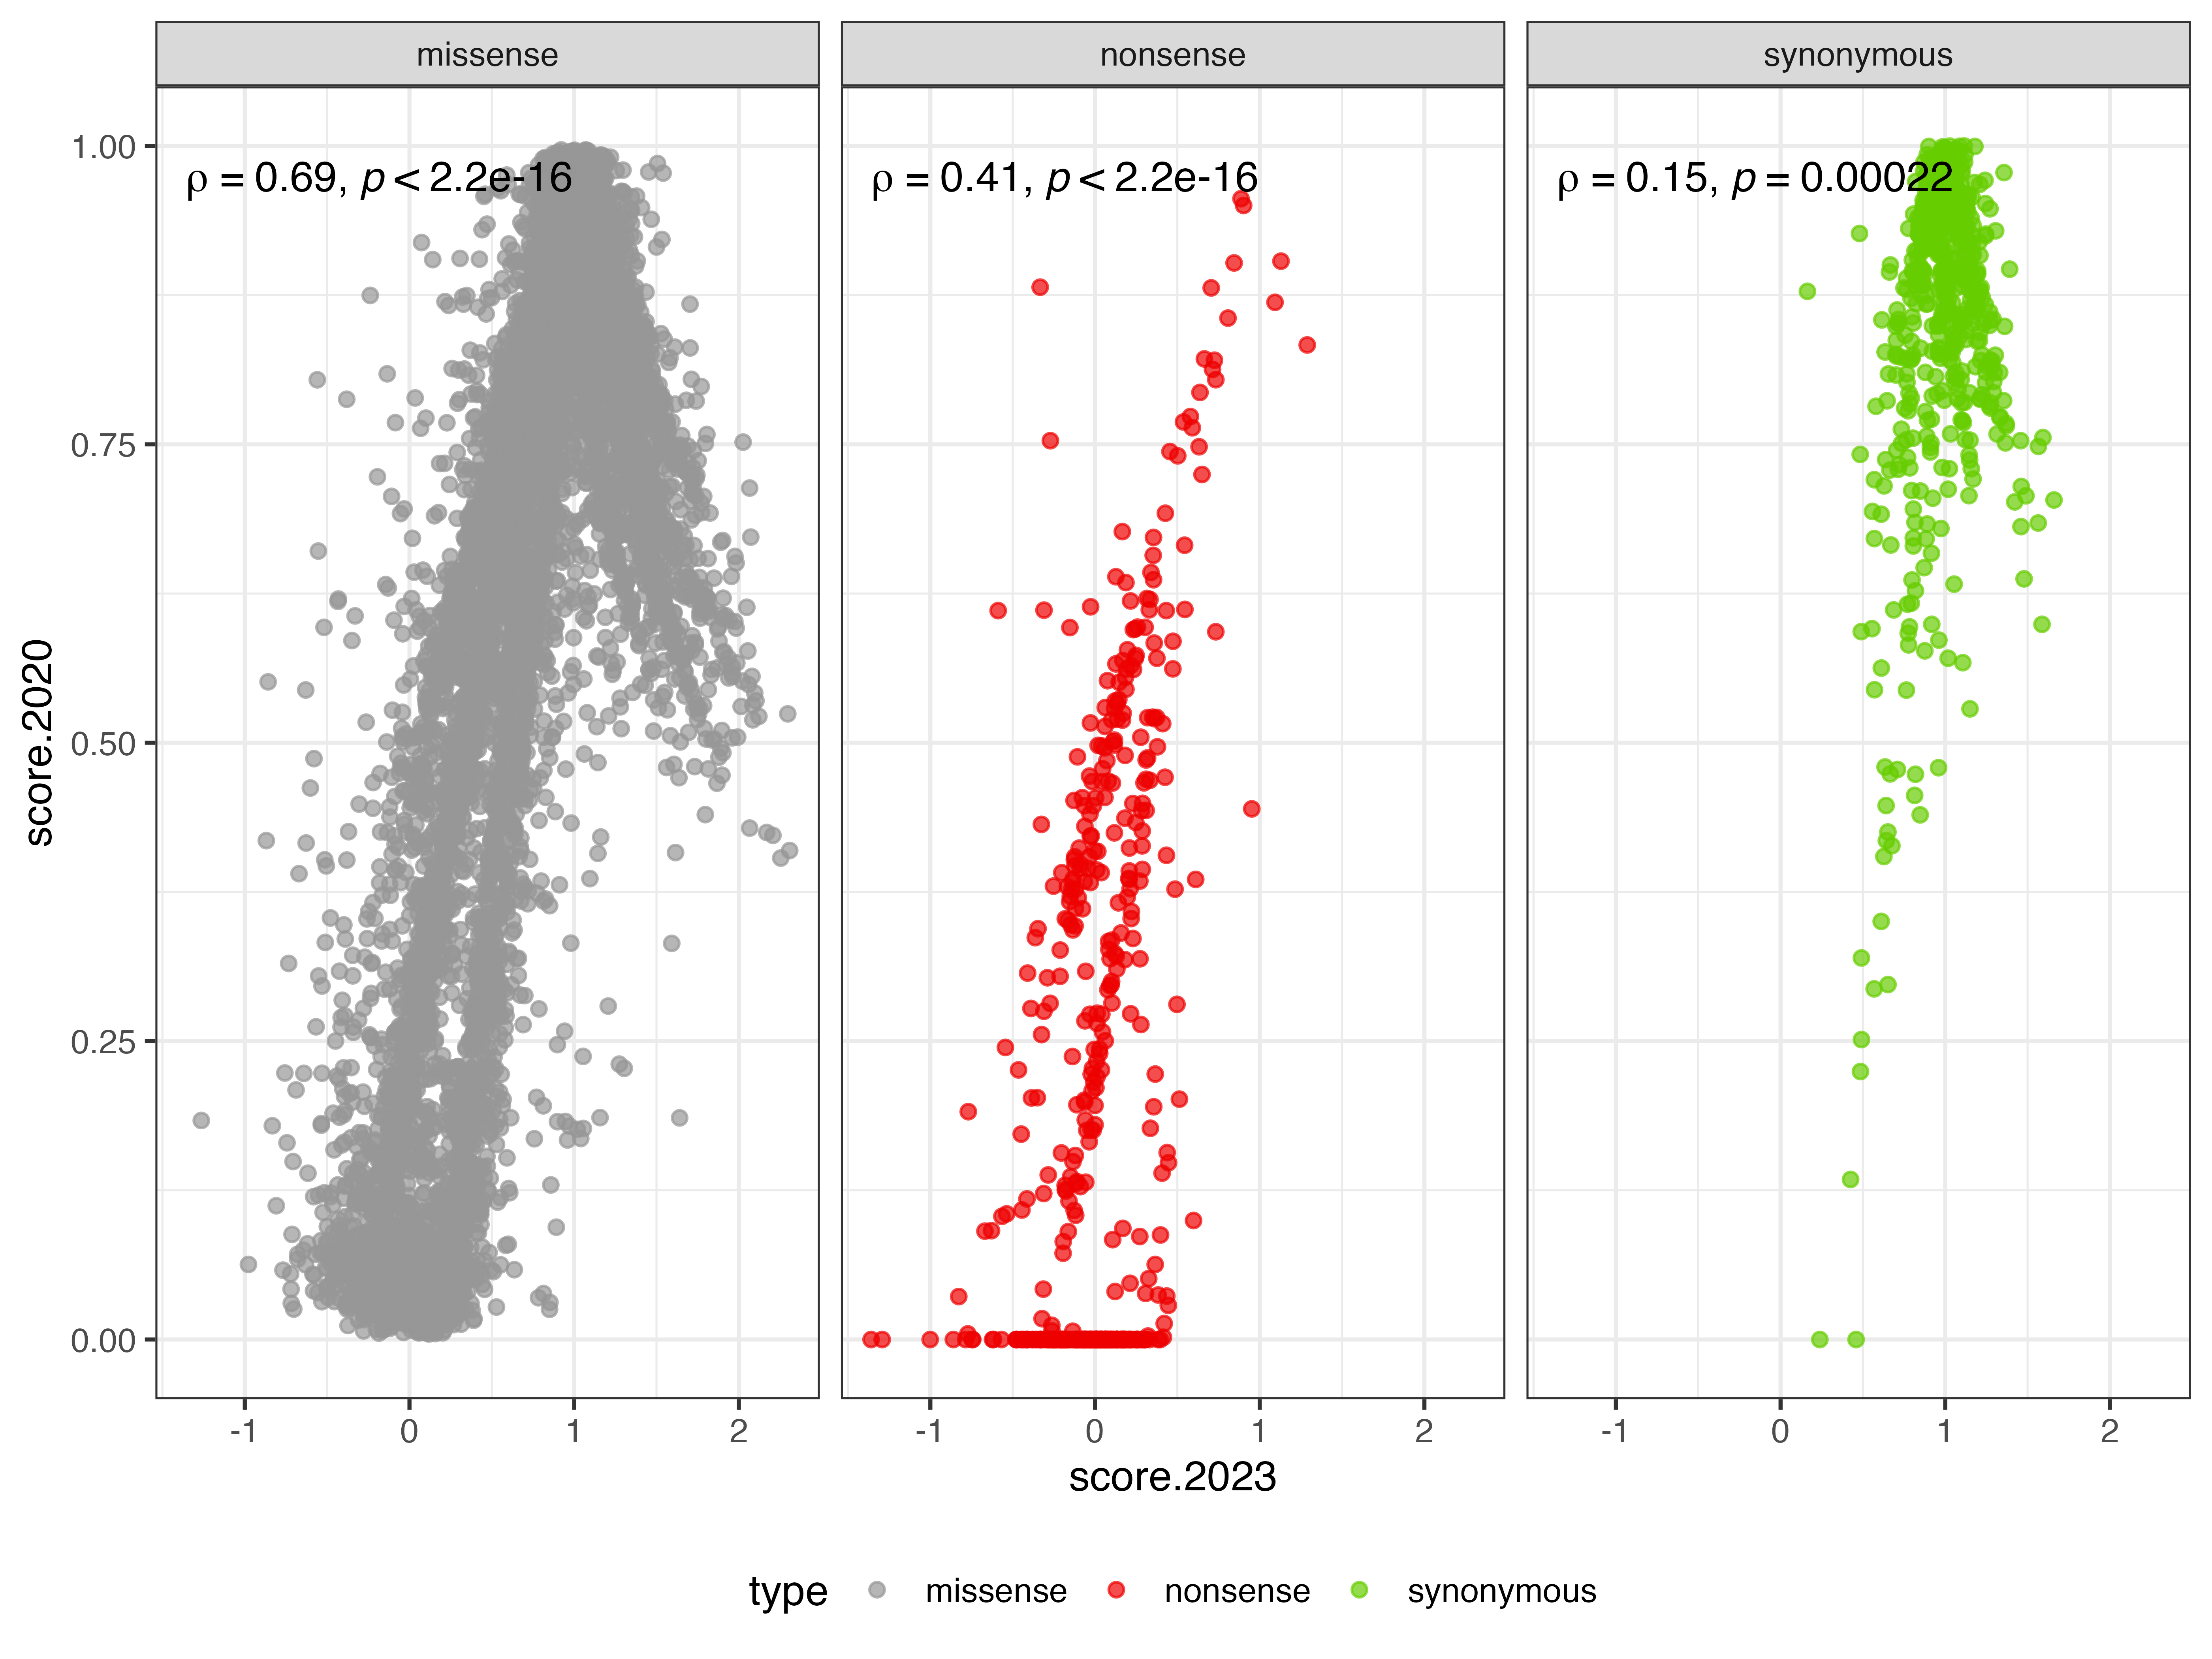 missense nonsense synonymous
ρ = 0.69, p < 2.2e-16 ρ = 0.41, p < 2.2e-16 ρ = 0.15, p = 0.00022
1.00
0.75
0.50
0.25
0.00
score.2020
-1 0 1 2 -1 0 1 2 -1 0 1 2
score.2023
type missense nonsense synonymous